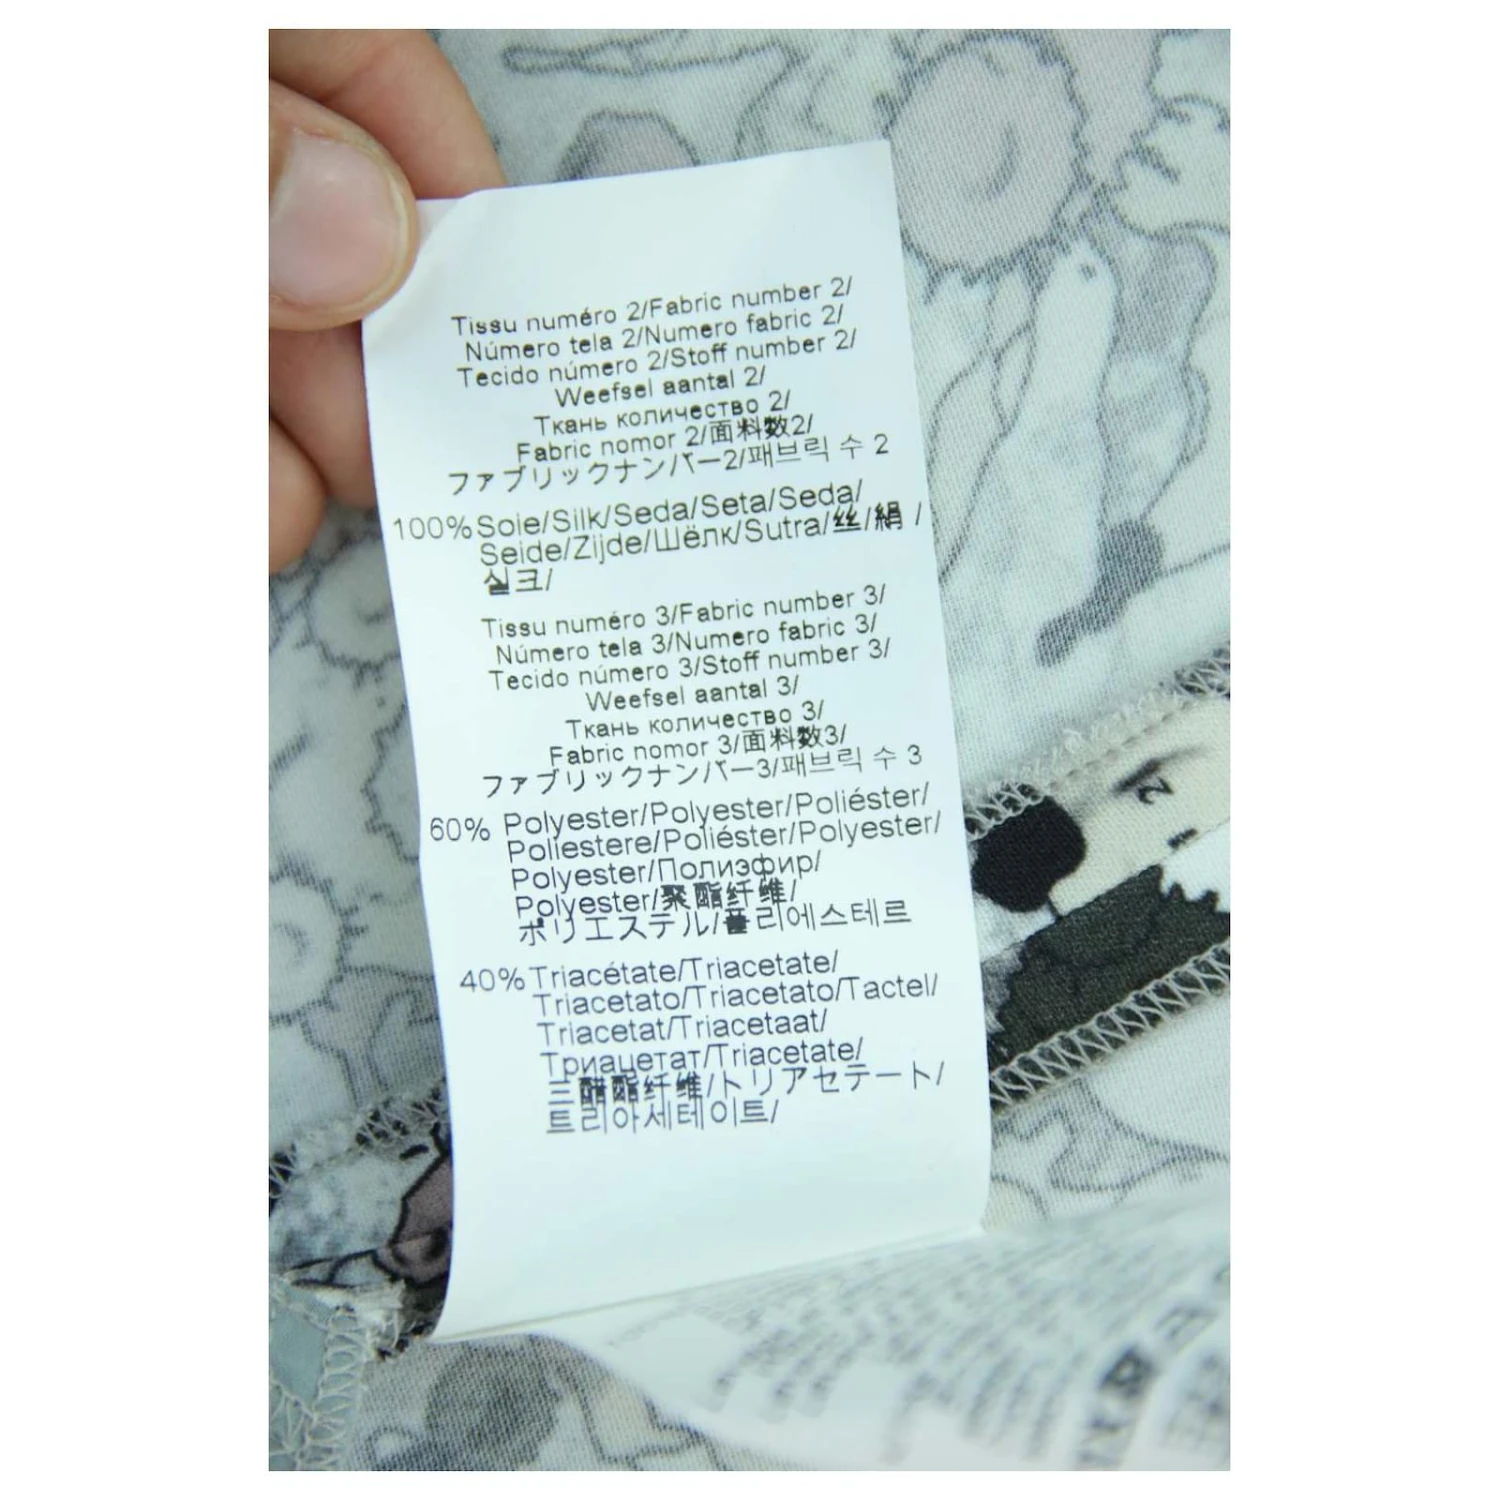 Tissu numéro 2/Fabric number 2/
Número tela 2/Numero fabric 2/
Tecido número 2/Stoff number 2/
Weefsel aantal 2/
Ткань количество 2/
Fabric nomor 2/面料数2/
ファブリックナンバー2/패브릭 수 2
100% Soie/Silk/Seda/Seta/Seda/
Seide/Zijde/Шёлк/Sutra/丝/絹 /
실크/
Tissu numéro 3/Fabric number 3/
Número tela 3/Numero fabric 3/
Tecido número 3/Stoff number 3/
Weefsel aantal 3/
Ткань количество 3/
Fabric nomor 3/面料数3/
ファブリックナンバー3/패브릭 수 3
60% Polyester/Polyester/Poliéster/
Poliestere/Poliéster/Polyester/
Polyester/Полиэфир/
Polyester/聚酯纤维/
ポリエステル/폴리에스테르
40% Triacétate/Triacetate/
Triacetato/Triacetato/Tactel/
Triacetat/Triacetaat/
Триацетат/Triacetate/
三醋酯纤维/トリアセテート/
트리아세테이트/